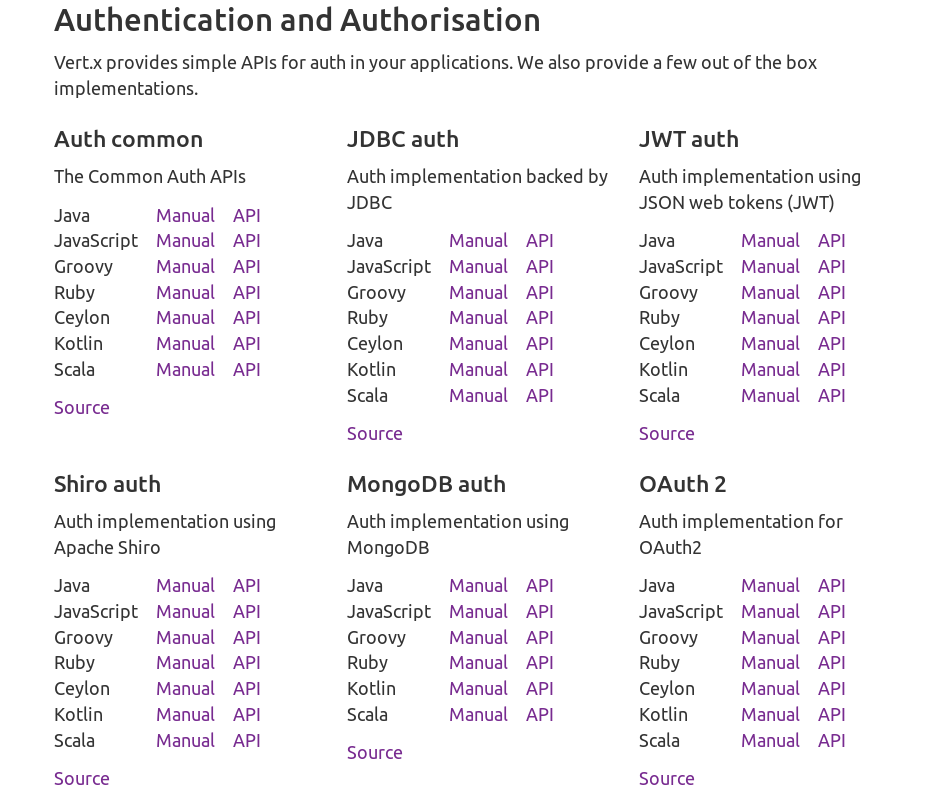 Authentication and Authorisation
Vert.x provides simple APIs for auth in your applications. We also provide a few out of the box
implementations.
Auth common
The Common Auth APIs
Java Manual API
JavaScript Manual API
Groovy Manual API
Ruby Manual API
Ceylon Manual API
Kotlin Manual API
Scala Manual API
Source
JDBC auth
Auth implementation backed by
JDBC
Java Manual API
JavaScript Manual API
Groovy Manual API
Ruby Manual API
Ceylon Manual API
Kotlin Manual API
Scala Manual API
Source
JWT auth
Auth implementation using
JSON web tokens (JWT)
Java Manual API
JavaScript Manual API
Groovy Manual API
Ruby Manual API
Ceylon Manual API
Kotlin Manual API
Scala Manual API
Source
Shiro auth
Auth implementation using
Apache Shiro
Java Manual API
JavaScript Manual API
Groovy Manual API
Ruby Manual API
Ceylon Manual API
Kotlin Manual API
Scala Manual API
Source
MongoDB auth
Auth implementation using
MongoDB
Java Manual API
JavaScript Manual API
Groovy Manual API
Ruby Manual API
Kotlin Manual API
Scala Manual API
Source
OAuth 2
Auth implementation for
OAuth2
Java Manual API
JavaScript Manual API
Groovy Manual API
Ruby Manual API
Ceylon Manual API
Kotlin Manual API
Scala Manual API
Source